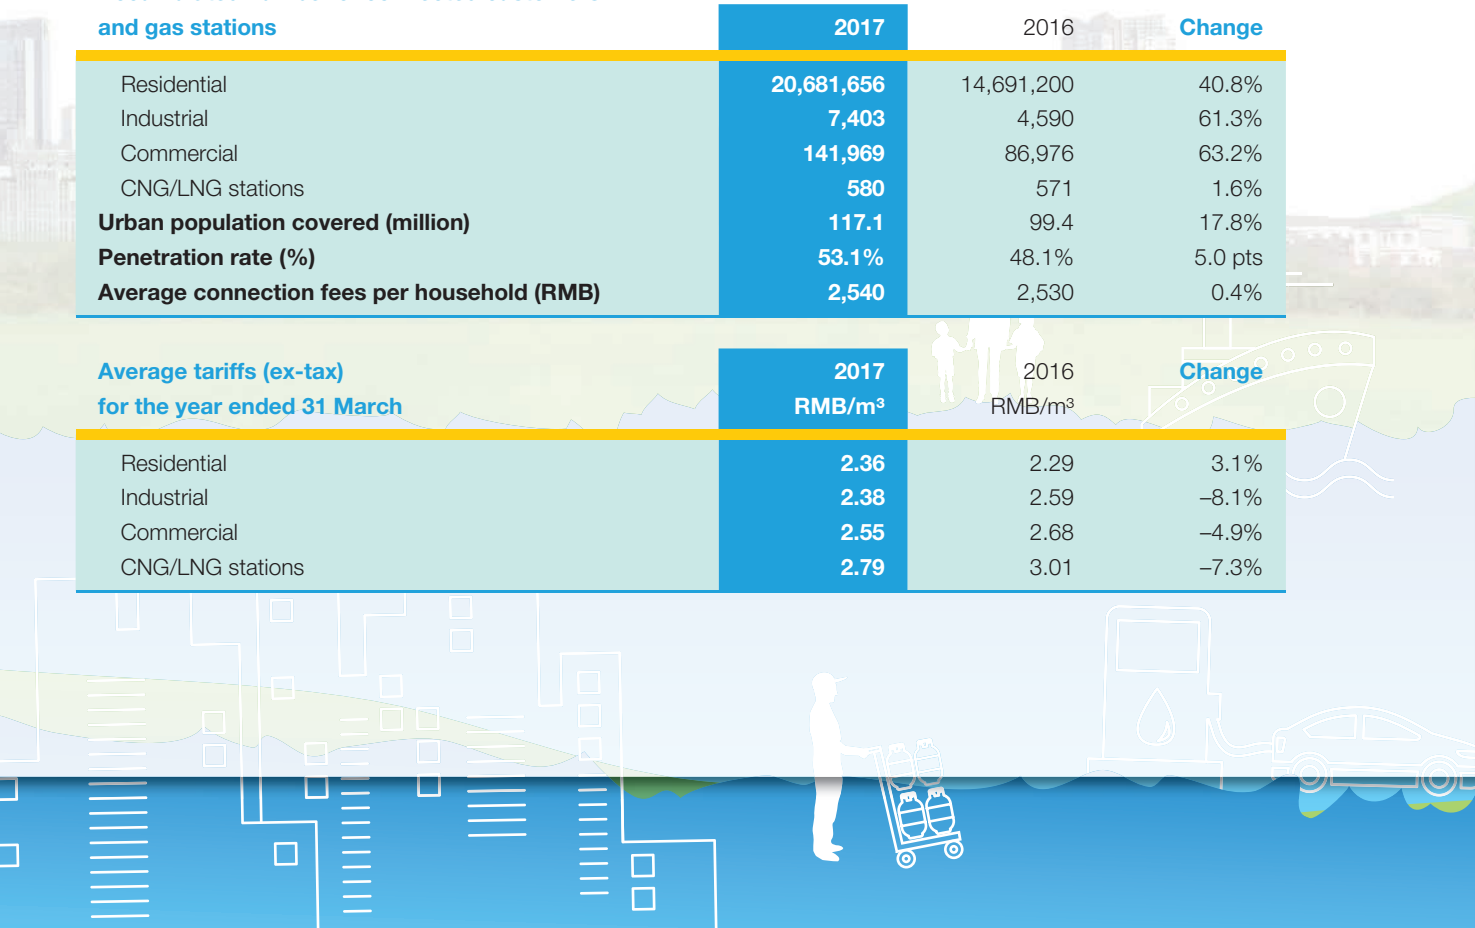 and gas stations 2017 2016 Change
Residential 20,681,656 14,691,200 40.8%
Industrial 7,403 4,590 61.3%
Commercial 141,969 86,976 63.2%
CNG/LNG stations 580 571 1.6%
Urban population covered (million) 117.1 99.4 17.8%
Penetration rate (%) 53.1% 48.1% 5.0 pts
Average connection fees per household (RMB) 2,540 2,530 0.4%
Average tariffs (ex-tax) 2017 2016 Change
for the year ended 31 March RMB/m³ RMB/m³
Residential 2.36 2.29 3.1%
Industrial 2.38 2.59 –8.1%
Commercial 2.55 2.68 –4.9%
CNG/LNG stations 2.79 3.01 –7.3%